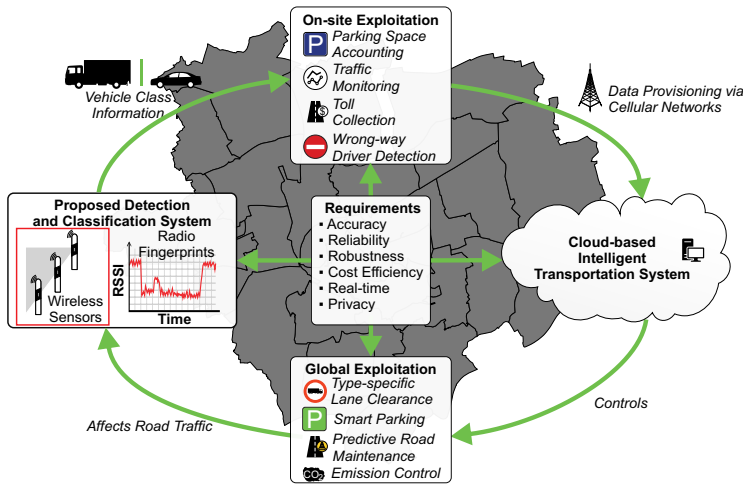 On-site Exploitation
P
Parking Space
Accounting
Traffic
Monitoring
$
Toll
Collection
Wrong-way
Driver Detection
Vehicle Class
Information
Data Provisioning via
Cellular Networks
Proposed Detection
and Classification System
Radio
Fingerprints
RSSI
Wireless
Sensors
Time
Requirements
▪ Accuracy
▪ Reliability
▪ Robustness
▪ Cost Efficiency
▪ Real-time
▪ Privacy
Cloud-based
Intelligent
Transportation System
Global Exploitation
Type-specific
Lane Clearance
P
Smart Parking
Predictive Road
Maintenance
CO2
Emission Control
Affects Road Traffic
Controls